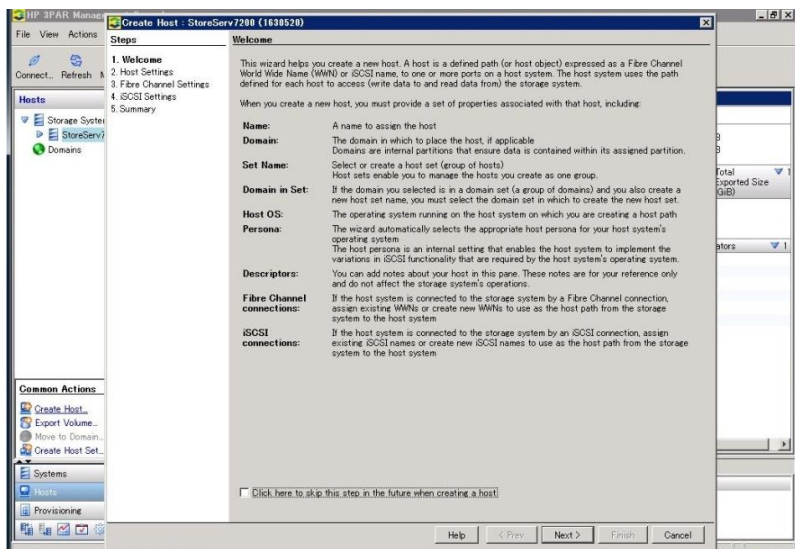 HP 3PAR Manag
Create Host : StoreServ7200 (1630520)
File View Actions
Connect... Refresh
Hosts
Storage Syste
StoreServ7
Domains
Common Actions
Create Host...
Export Volume...
Move to Domain...
Create Host Set...
Systems
Hosts
Provisioning
Steps
1. Welcome
2. Host Settings
3. Fibre Channel Settings
4. iSCSI Settings
5. Summary
Welcome
This wizard helps you create a new host. A host is a defined path (or host object) expressed as a Fibre Channel
World Wide Name (WWN) or iSCSI name, to one or more ports on a host system. The host system uses the path
defined for each host to access (write data to and read data from) the storage system.
When you create a new host, you must provide a set of properties associated with that host, including:
Name: A name to assign the host
Domain: The domain in which to place the host, if applicable
Domains are internal partitions that ensure data is contained within its assigned partition.
Set Name: Select or create a host set (group of hosts)
Host sets enable you to manage the hosts you create as one group.
Domain in Set: If the domain you selected is in a domain set (a group of domains) and you also create a
new host set name, you must select the domain set in which to create the new host set.
Host OS: The operating system running on the host system on which you are creating a host path
Persona: The wizard automatically selects the appropriate host persona for your host system's
operating system
The host persona is an internal setting that enables the host system to implement the
variations in iSCSI functionality that are required by the host system's operating system.
Descriptors: You can add notes about your host in this pane. These notes are for your reference only
and do not affect the storage system's operations.
Fibre Channel If the host system is connected to the storage system by a Fibre Channel connection,
connections: assign existing WWNs or create new WWNs to use as the host path from the storage
system to the host system
iSCSI If the host system is connected to the storage system by an iSCSI connection, assign
connections: existing iSCSI names or create new iSCSI names to use as the host path from the storage
system to the host system
Click here to skip this step in the future when creating a host
Help < Prev Next > Finish Cancel
Total 1
Exported Size
(GiB)
ators 1